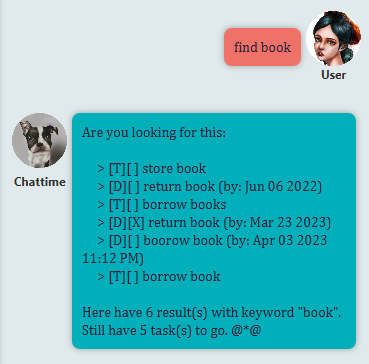 find book
User
Chattime
Are you looking for this:
> [T][ ] store book
> [D][ ] return book (by: Jun 06 2022)
> [T][ ] borrow books
> [D][X] return book (by: Mar 23 2023)
> [D][ ] boorow book (by: Apr 03 2023
11:12 PM)
> [T][ ] borrow book
Here have 6 result(s) with keyword "book".
Still have 5 task(s) to go. @*@